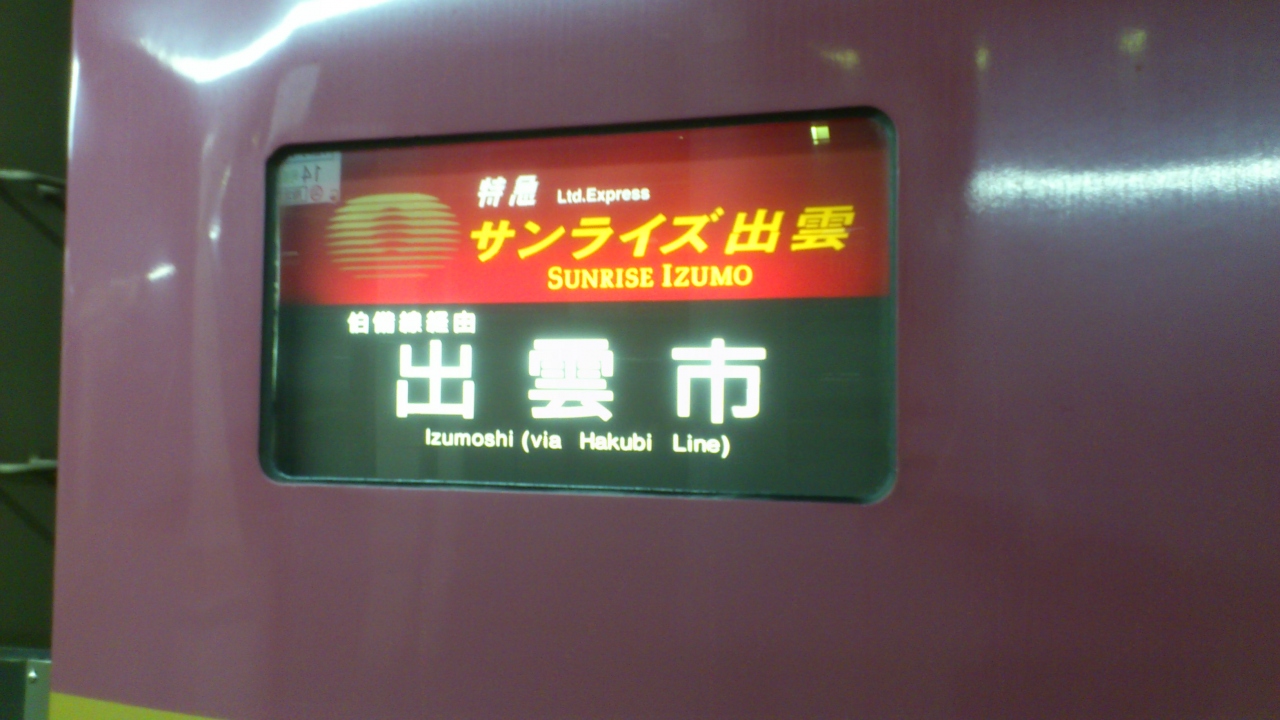 特急 Ltd.Express
サンライズ出雲
SUNRISE IZUMO
伯備線経由
出雲市
Izumoshi (via Hakubi Line)
14